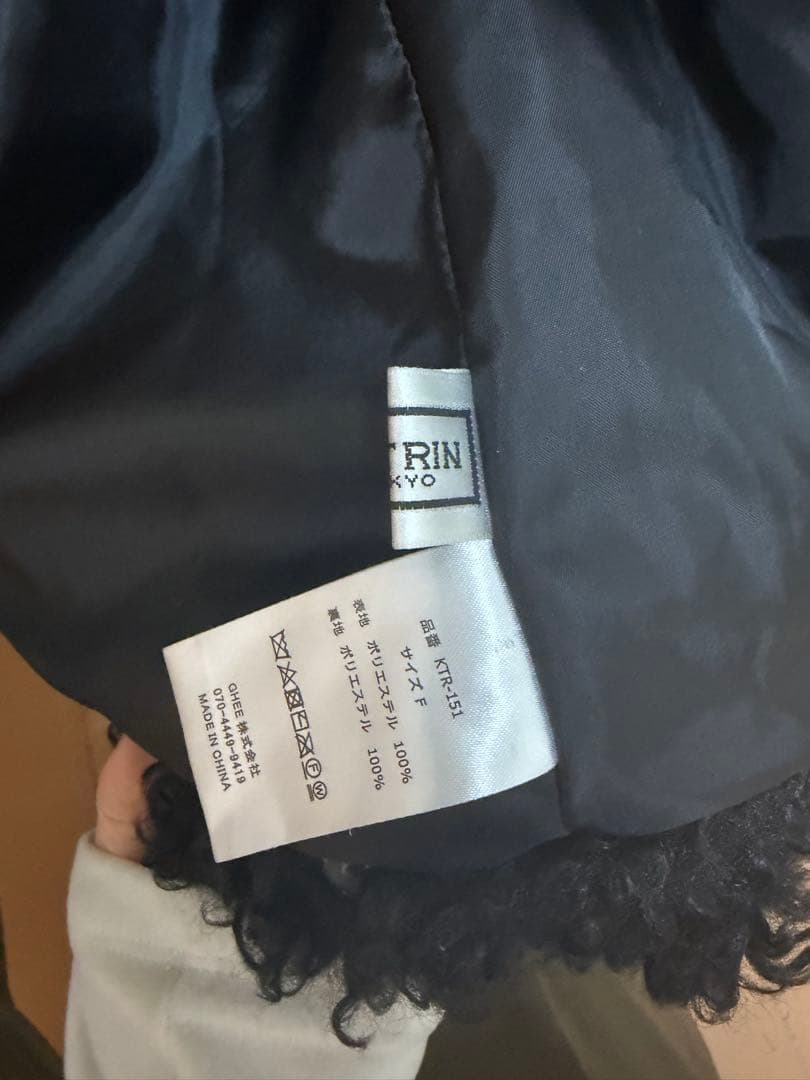 T RIN
KYO
品番 KTR-151
サイズ F
表地 ポリエステル 100%
裏地 ポリエステル 100%
GHEE 株式会社
070-4449-9419
MADE IN CHINA